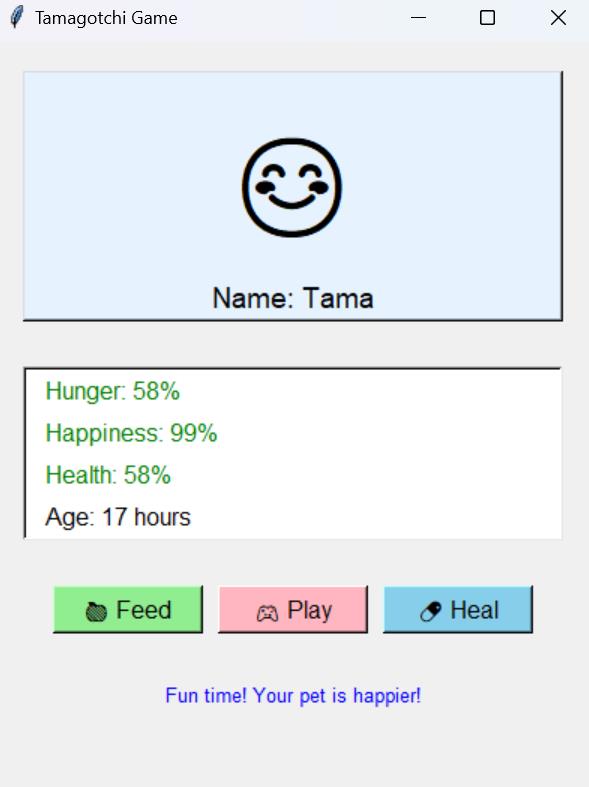 Tamagotchi Game
Name: Tama
Hunger: 58%
Happiness: 99%
Health: 58%
Age: 17 hours
Feed
Play
Heal
Fun time! Your pet is happier!